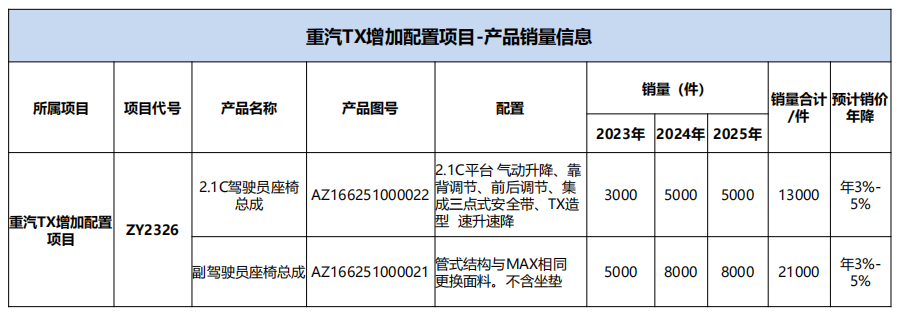 重汽TX增加配置项目-产品销量信息
所属项目
项目代号
产品名称
产品图号
配置
销量（件）
2023年
2024年
2025年
销量合计
/件
预计销价
年降
重汽TX增加配置
项目
ZY2326
2.1C驾驶员座椅
总成
AZ166251000022
2.1C平台 气动升降、靠
背调节、前后调节、集
成三点式安全带、TX造
型 速升速降
3000
5000
5000
13000
年3%-
5%
副驾驶员座椅总成
AZ166251000021
管式结构与MAX相同
更换面料。不含坐垫
5000
8000
8000
21000
年3%-
5%